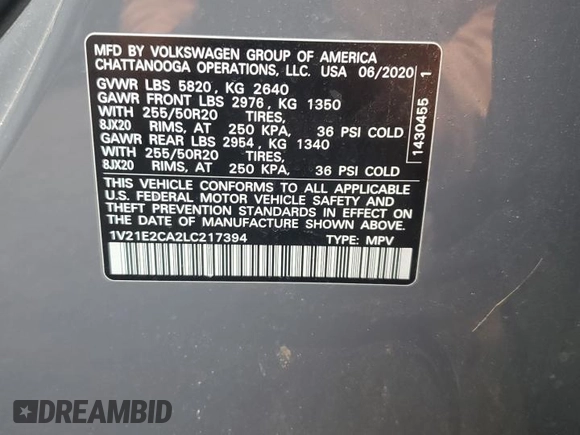 MFD BY VOLKSWAGEN GROUP OF AMERICA
CHATTANOOGA OPERATIONS, LLC. USA 06/2020
GVWR LBS 5820, KG 2640
GAWR FRONT LBS 2976, KG 1350
WITH 255/50R20 TIRES,
8JX20 RIMS, AT 250 KPA, 36 PSI COLD
GAWR REAR LBS 2954, KG 1340
WITH 255/50R20 TIRES,
8JX20 RIMS, AT 250 KPA, 36 PSI COLD
THIS VEHICLE CONFORMS TO ALL APPLICABLE
U.S. FEDERAL MOTOR VEHICLE SAFETY AND
THEFT PREVENTION STANDARDS IN EFFECT ON THE
DATE OF MANUFACTURE SHOWN ABOVE.
1V21E2CA2LC217394 TYPE: MPV
1430455 1
DREAMBID